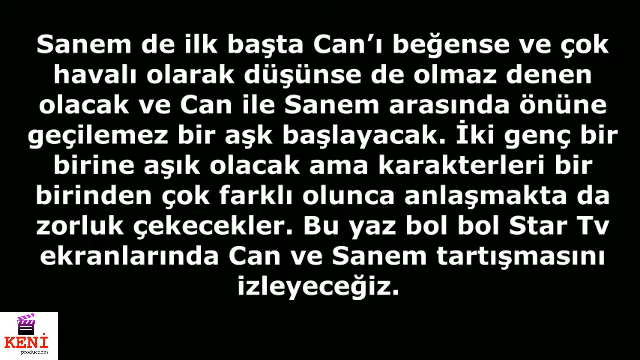 Sanem de ilk başta Can’ı beğense ve çok
havalı olarak düşünse de olmaz denen
olacak ve Can ile Sanem arasında önüne
geçilemez bir aşk başlayacak. İki genç bir
birine aşık olacak ama karakterleri bir
birinden çok farklı olunca anlaşmakta da
zorluk çekecekler. Bu yaz bol bol Star Tv
ekranlarında Can ve Sanem tartışmasını
izleyeceğiz.
KENİ
productions